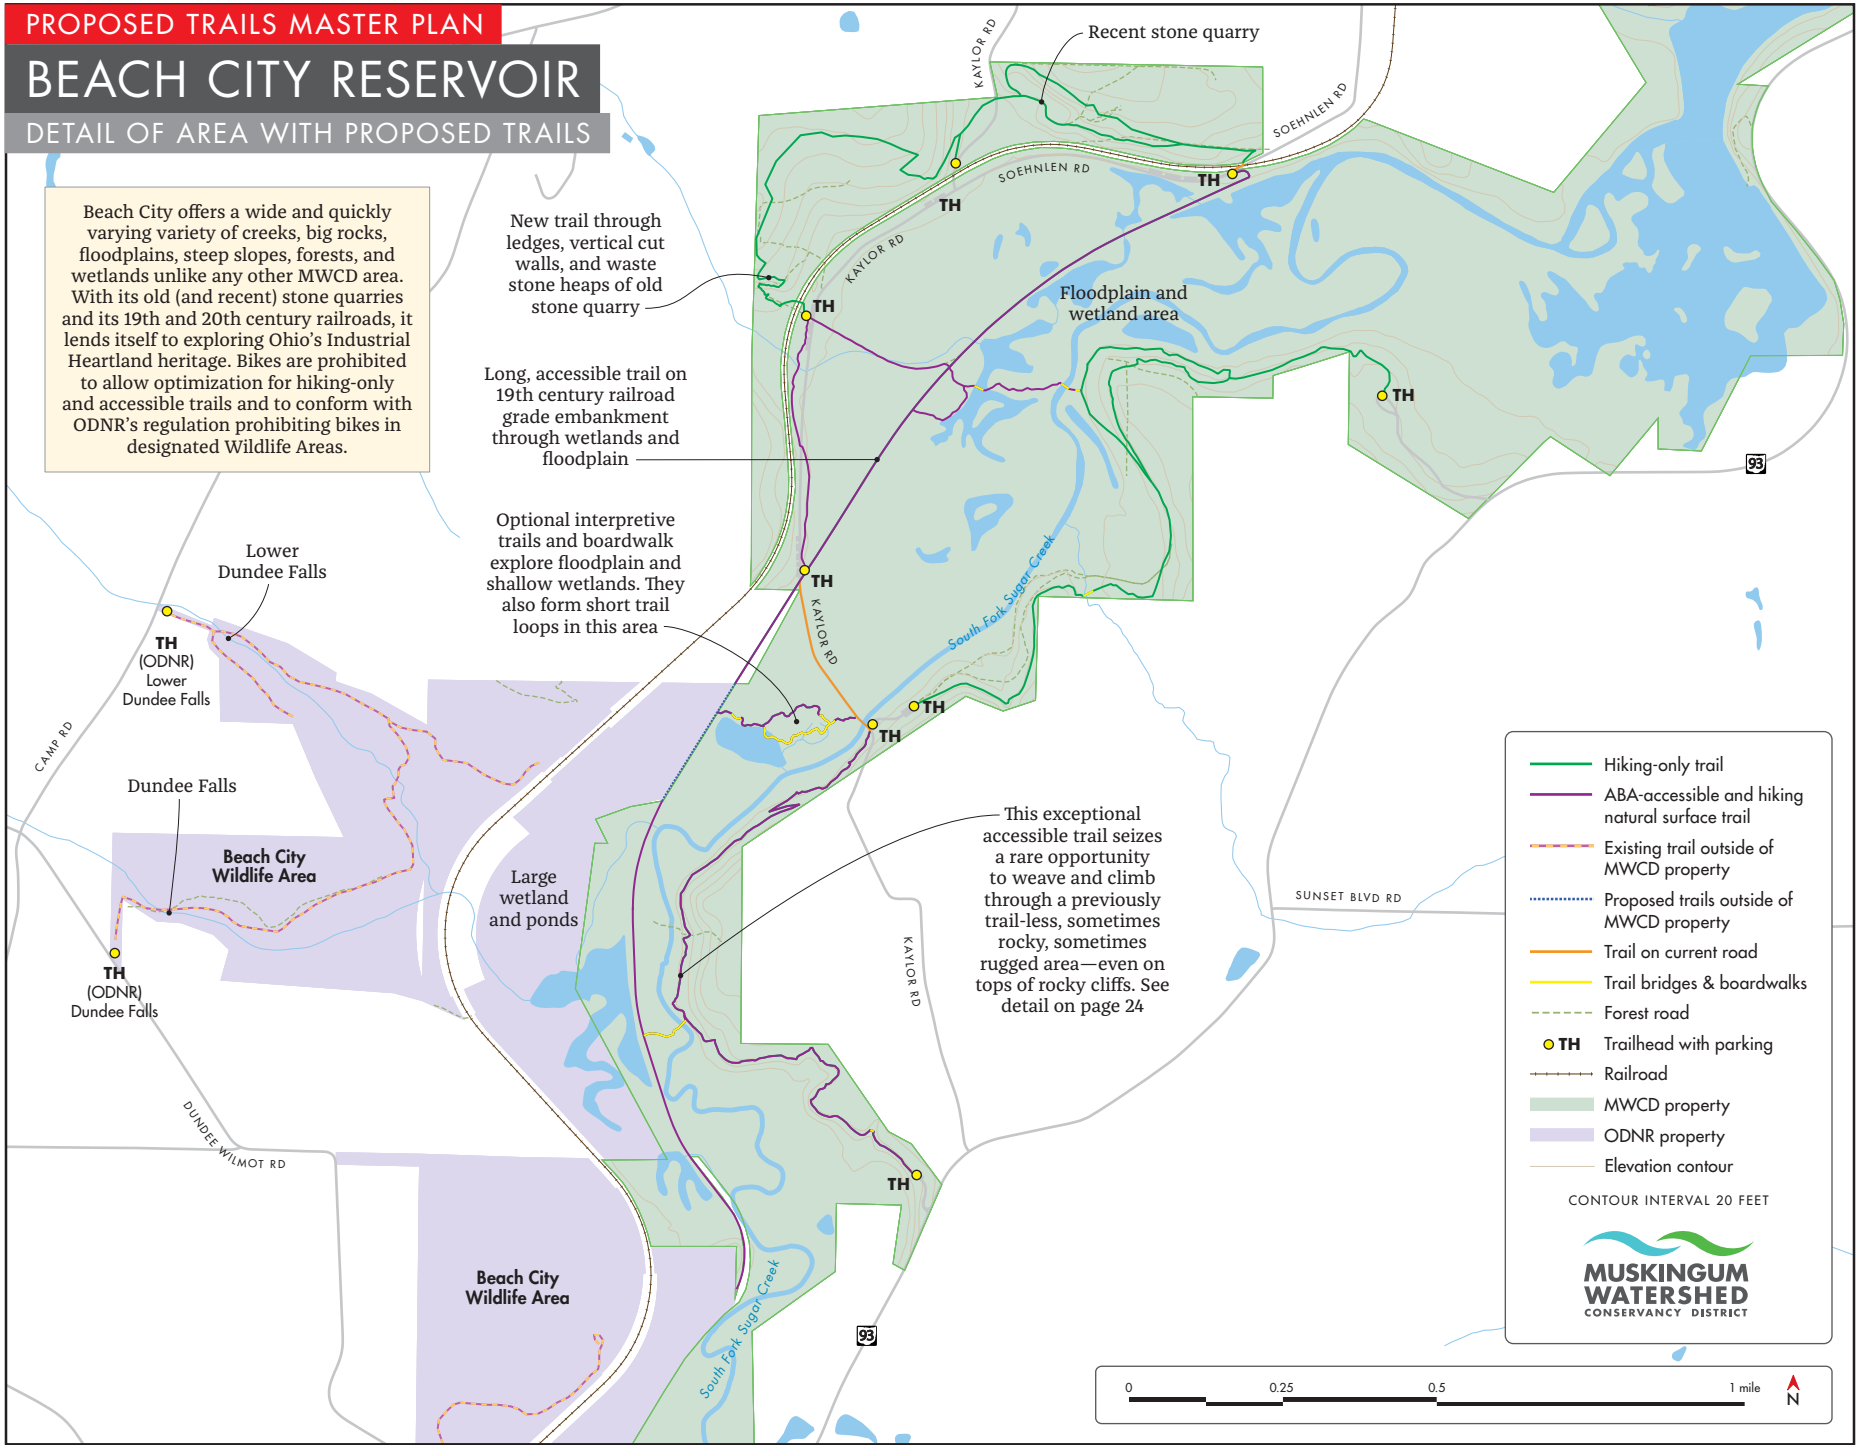 PROPOSED TRAILS MASTER PLAN
BEACH CITY RESERVOIR
DETAIL OF AREA WITH PROPOSED TRAILS
Beach City offers a wide and quickly
varying variety of creeks, big rocks,
floodplains, steep slopes, forests, and
wetlands unlike any other MWCD area.
With its old (and recent) stone quarries
and its 19th and 20th century railroads, it
lends itself to exploring Ohio's Industrial
Heartland heritage. Bikes are prohibited
to allow optimization for hiking-only
and accessible trails and to conform with
ODNR's regulation prohibiting bikes in
designated Wildlife Areas.
KAYLOR RD
Recent stone quarry
SOEHNLEN RD
SOEHNLEN RD
TH
TH
KAYLOR RD
New trail through
ledges, vertical cut
walls, and waste
stone heaps of old
stone quarry
TH
Floodplain and
wetland area
Long, accessible trail on
19th century railroad
grade embankment
through wetlands and
floodplain
TH
93
Optional interpretive
trails and boardwalk
explore floodplain and
shallow wetlands. They
also form short trail
loops in this area
TH
KAYLOR RD
South Fork Sugar Creek
Lower
Dundee Falls
TH
(ODNR)
Lower
Dundee Falls
TH
TH
CAMP RD
Dundee Falls
Beach City
Wildlife Area
Large
wetland
and ponds
TH
(ODNR)
Dundee Falls
This exceptional
accessible trail seizes
a rare opportunity
to weave and climb
through a previously
trail-less, sometimes
rocky, sometimes
rugged area—even on
tops of rocky cliffs. See
detail on page 24
KAYLOR RD
SUNSET BLVD RD
DUNDEE WILMOT RD
TH
Beach City
Wildlife Area
South Fork Sugar Creek
93
Hiking-only trail
ABA-accessible and hiking
natural surface trail
Existing trail outside of
MWCD property
Proposed trails outside of
MWCD property
Trail on current road
Trail bridges & boardwalks
Forest road
TH Trailhead with parking
Railroad
MWCD property
ODNR property
Elevation contour
CONTOUR INTERVAL 20 FEET
MUSKINGUM
WATERSHED
CONSERVANCY DISTRICT
0 0.25 0.5 1 mile
N